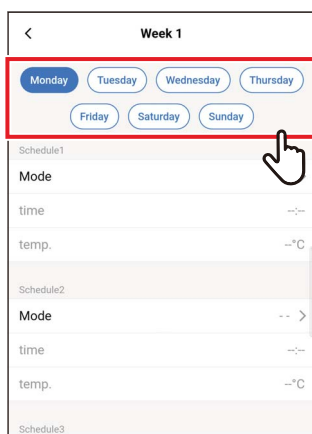 < Week 1
Monday Tuesday Wednesday Thursday
Friday Saturday Sunday
Schedule1
Mode
time --:--
temp. --°C
Schedule2
Mode - - >
time --:--
temp. --°C
Schedule3